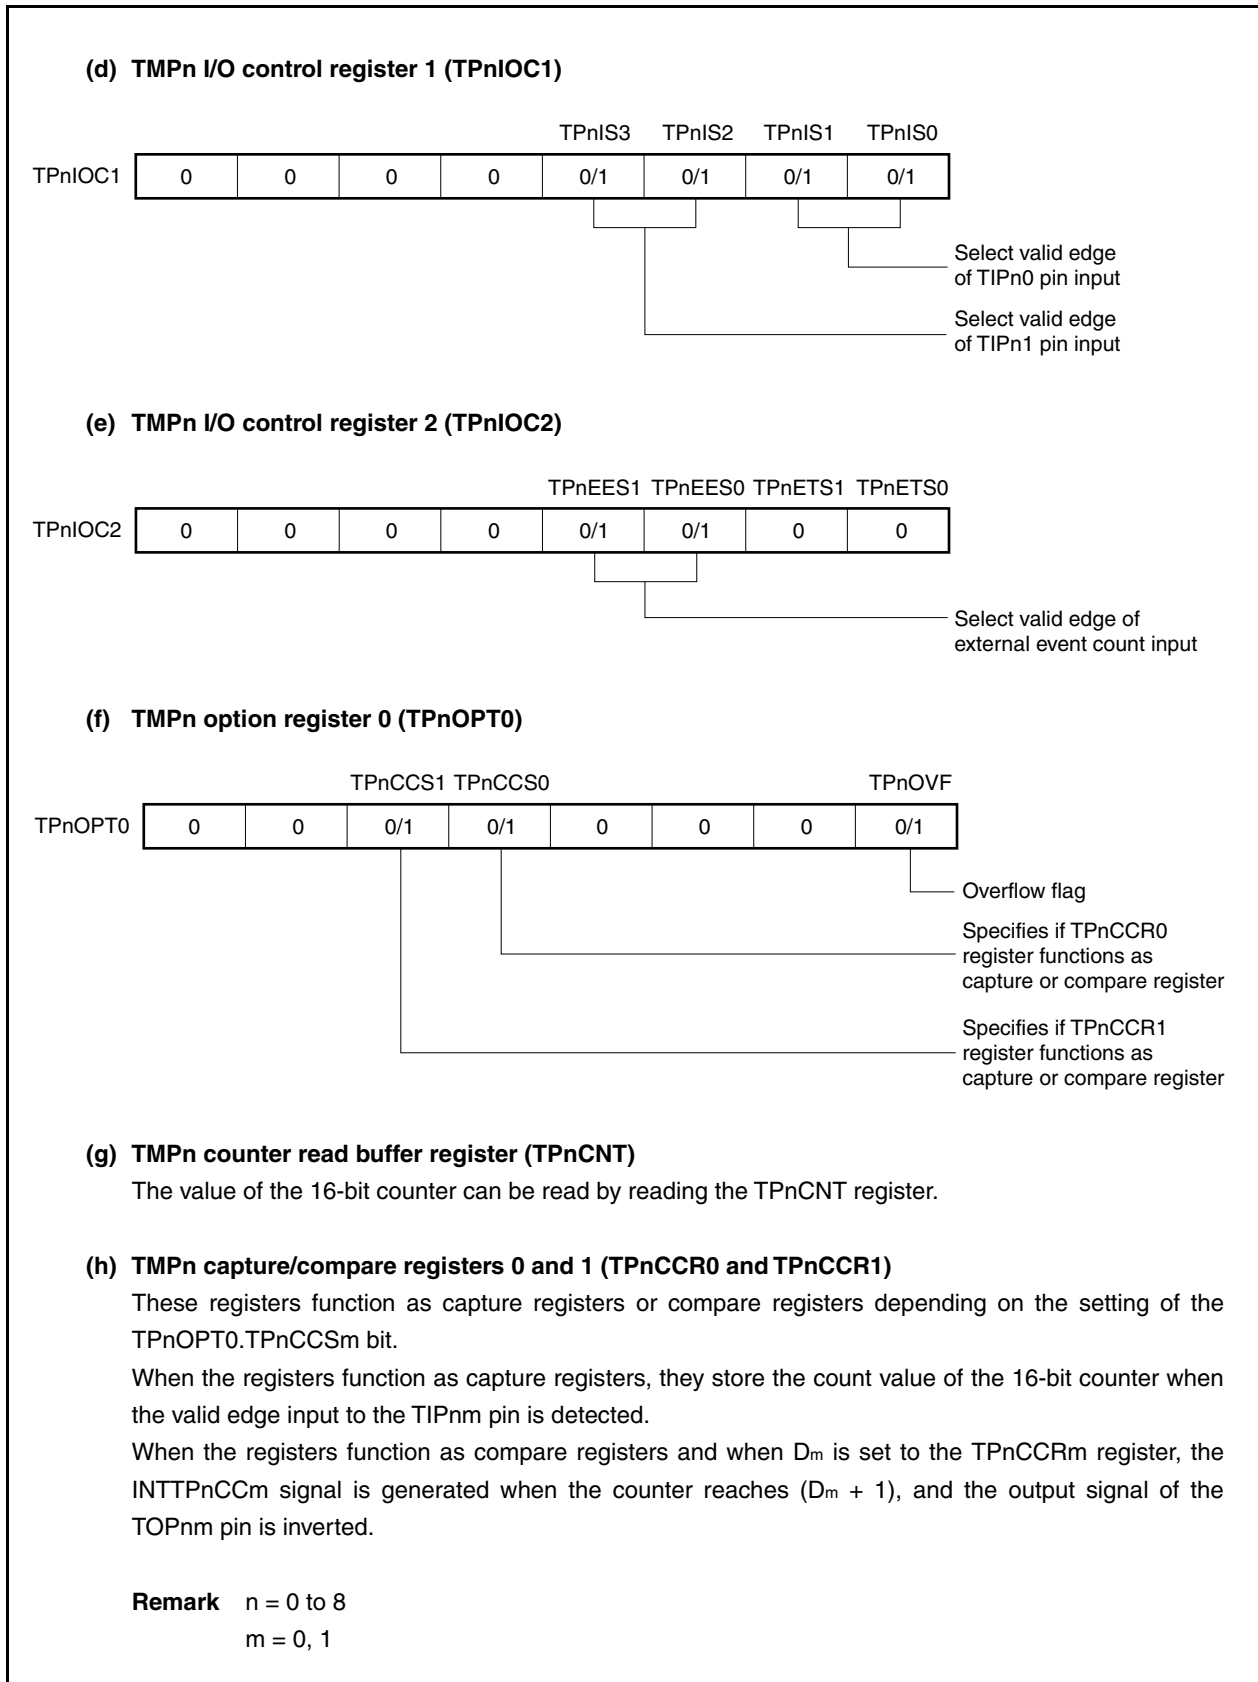 (d) TMPn I/O control register 1 (TPnIOC1)
TPnIS3 TPnIS2 TPnIS1 TPnIS0
TPnIOC1 0 0 0 0 0/1 0/1 0/1 0/1
Select valid edge
of TIPn0 pin input
Select valid edge
of TIPn1 pin input
(e) TMPn I/O control register 2 (TPnIOC2)
TPnEES1 TPnEES0 TPnETS1 TPnETS0
TPnIOC2 0 0 0 0 0/1 0/1 0 0
Select valid edge of
external event count input
(f) TMPn option register 0 (TPnOPT0)
TPnCCS1 TPnCCS0 TPnOVF
TPnOPT0 0 0 0/1 0/1 0 0 0 0/1
Overflow flag
Specifies if TPnCCR0
register functions as
capture or compare register
Specifies if TPnCCR1
register functions as
capture or compare register
(g) TMPn counter read buffer register (TPnCNT)
The value of the 16-bit counter can be read by reading the TPnCNT register.
(h) TMPn capture/compare registers 0 and 1 (TPnCCR0 and TPnCCR1)
These registers function as capture registers or compare registers depending on the setting of the
TPnOPT0.TPnCCSm bit.
When the registers function as capture registers, they store the count value of the 16-bit counter when
the valid edge input to the TIPnm pin is detected.
When the registers function as compare registers and when Dm is set to the TPnCCRm register, the
INTTPnCCm signal is generated when the counter reaches (Dm + 1), and the output signal of the
TOPnm pin is inverted.
Remark n = 0 to 8
m = 0, 1